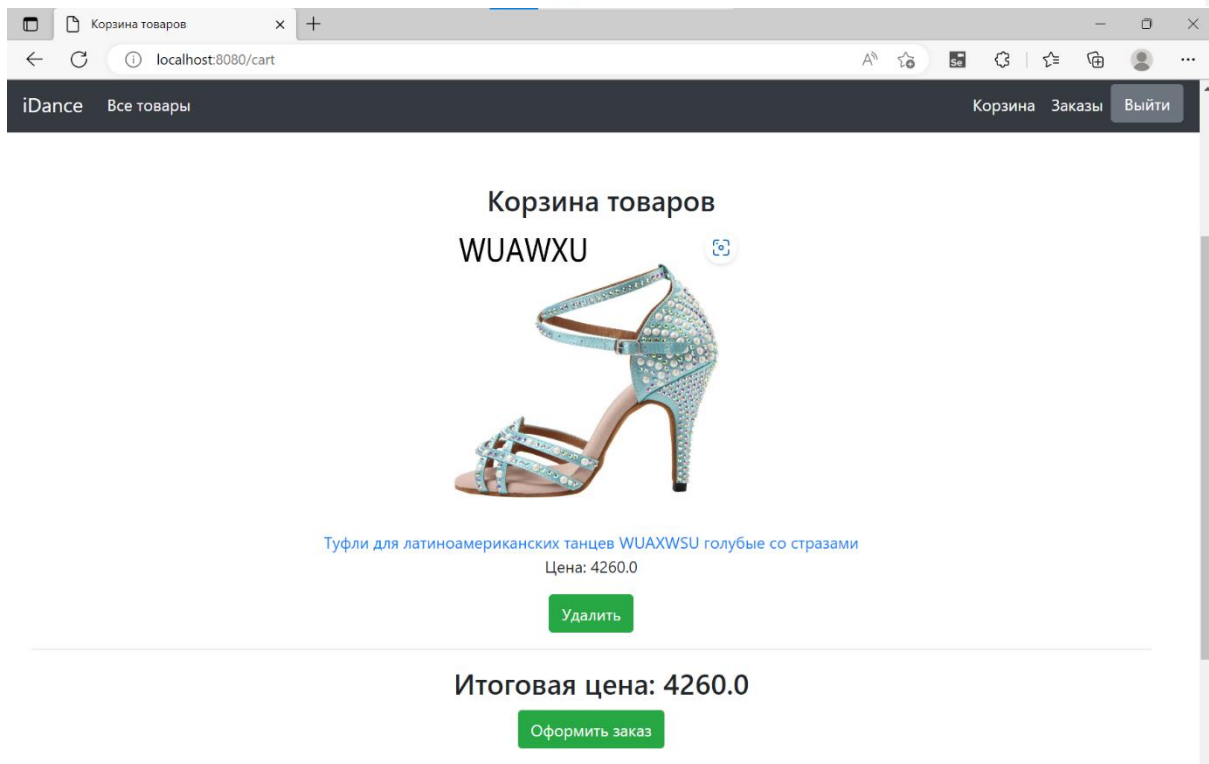 Корзина товаров
localhost:8080/cart
iDance Все товары Корзина Заказы Выйти
Корзина товаров
WUAWXU
Туфли для латиноамериканских танцев WUAXWSU голубые со стразами
Цена: 4260.0
Удалить
Итоговая цена: 4260.0
Оформить заказ